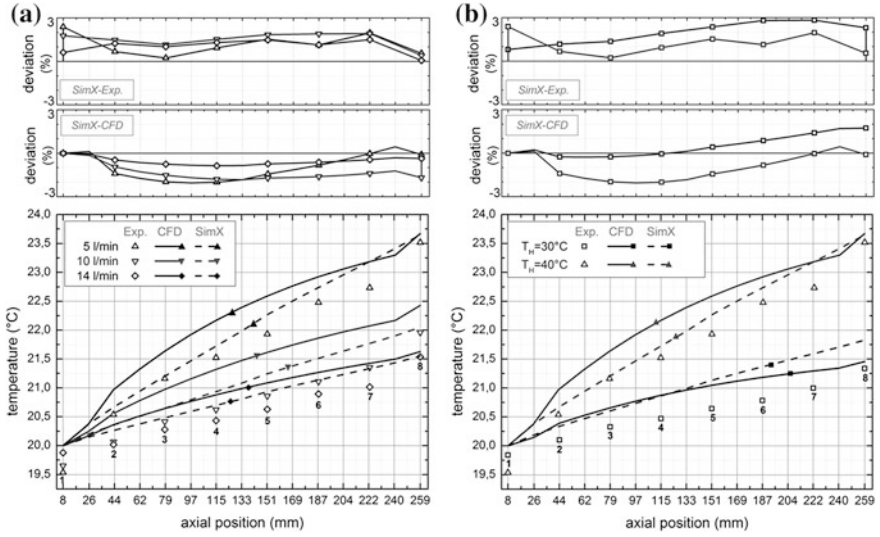 (a)
deviation
(%)
3
-3
SimX-Exp.
deviation
(%)
3
-3
SimX-CFD
temperature (°C)
24,0
23,5
23,0
22,5
22,0
21,5
21,0
20,5
20,0
19,5
Exp. CFD SimX
5 l/min
10 l/min
14 l/min
1
2
3
4
5
6
7
8
8 26 44 62 79 97 115 133 151 169 187 204 222 240 259
axial position (mm)
(b)
deviation
(%)
3
-3
SimX-Exp.
deviation
(%)
3
-3
SimX-CFD
temperature (°C)
24,0
23,5
23,0
22,5
22,0
21,5
21,0
20,5
20,0
19,5
Exp. CFD SimX
TH=30°C
TH=40°C
1
2
3
4
5
6
7
8
8 26 44 62 79 97 115 133 151 169 187 204 222 240 259
axial position (mm)